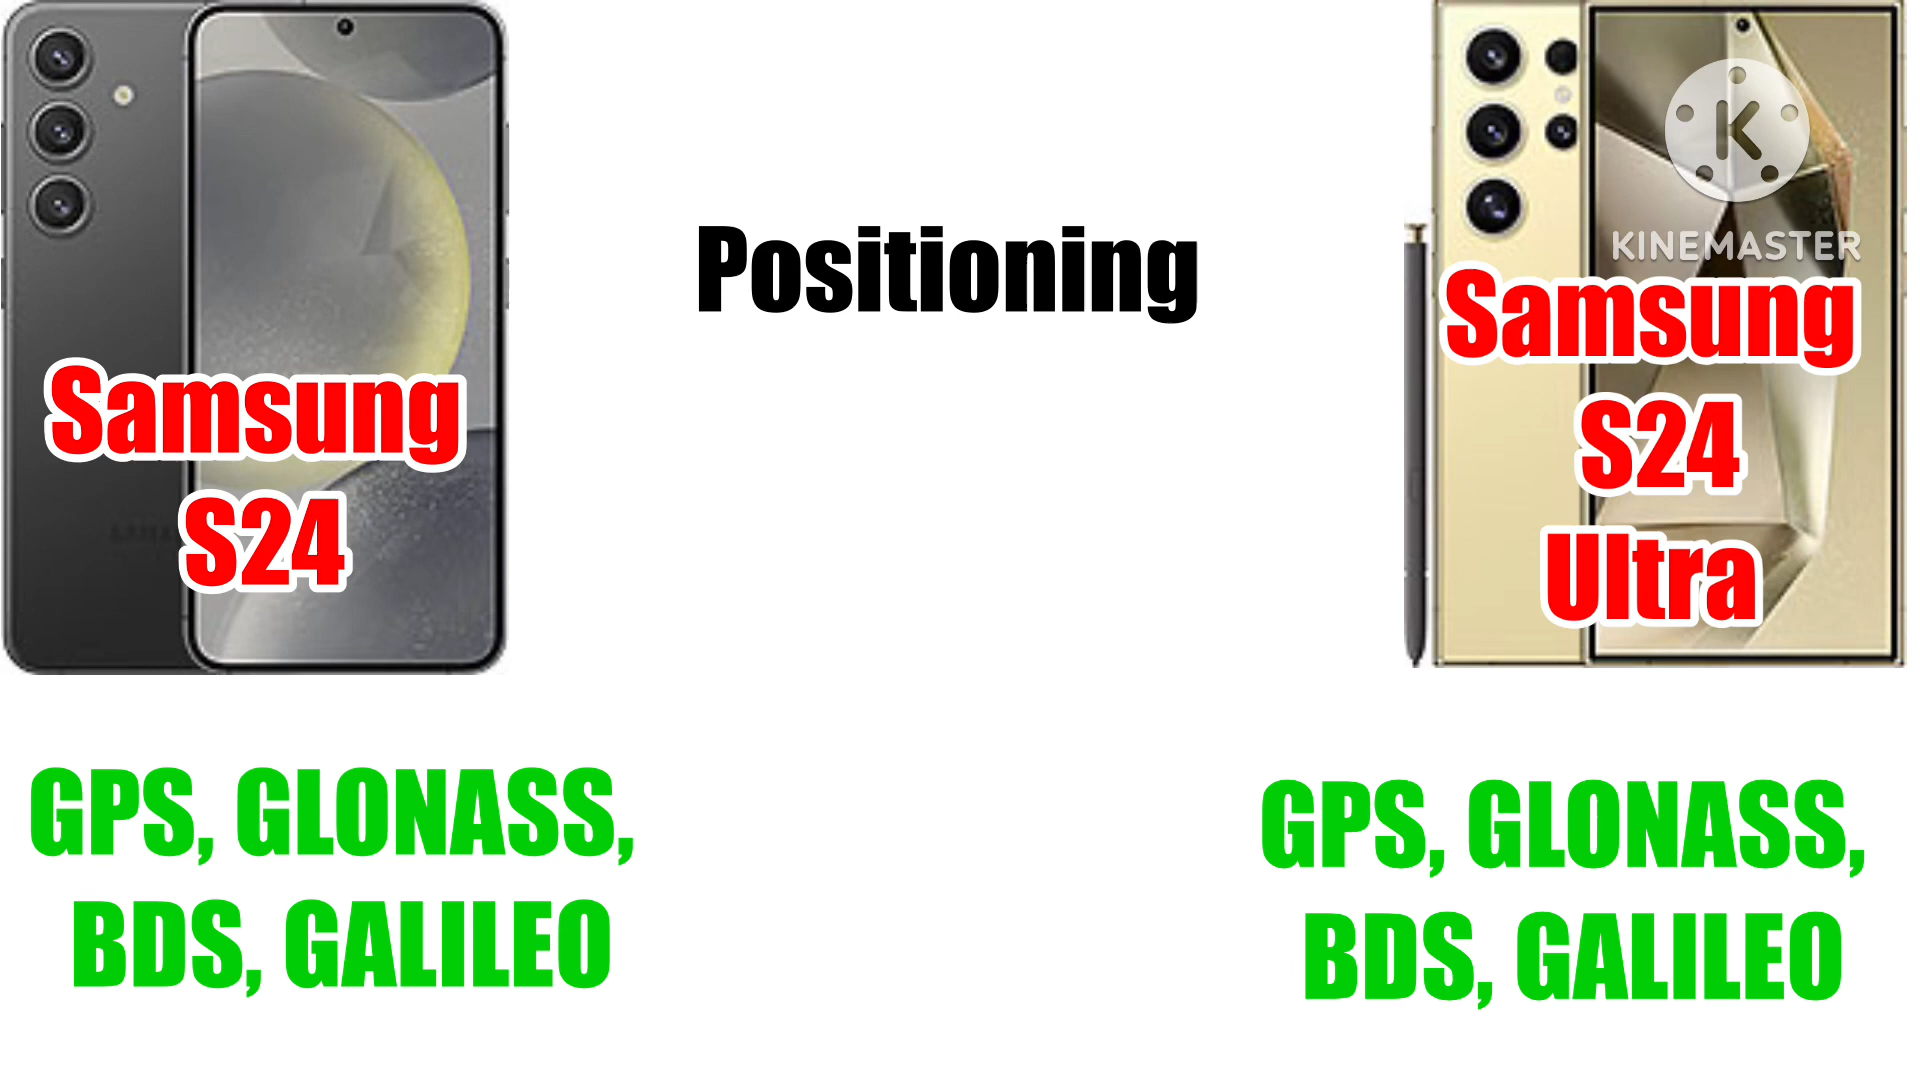 Positioning
Samsung
S24
KINEMASTER
Samsung
S24
Ultra
GPS, GLONASS,
BDS, GALILEO
GPS, GLONASS,
BDS, GALILEO